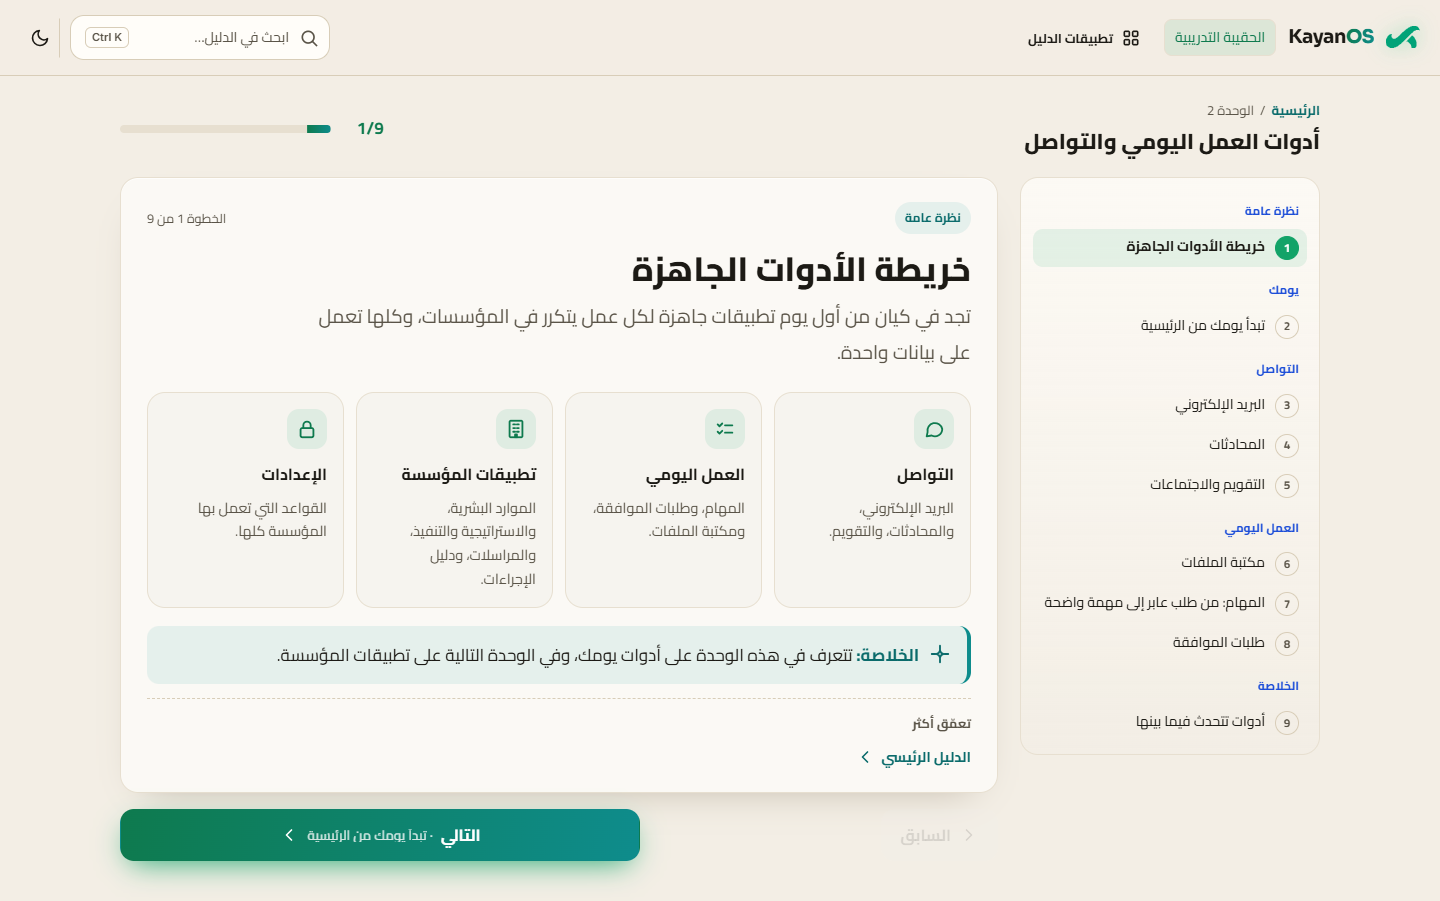 KayanOS
الحقيبة التدريبية
تطبيقات الدليل
ابحث في الدليل...
Ctrl K
الرئيسية / الوحدة 2
أدوات العمل اليومي والتواصل
1/9
نظرة عامة
1 خريطة الأدوات الجاهزة
يومك
2 تبدأ يومك من الرئيسية
التواصل
3 البريد الإلكتروني
4 المحادثات
5 التقويم والاجتماعات
العمل اليومي
6 مكتبة الملفات
7 المهام: من طلب عابر إلى مهمة واضحة
8 طلبات الموافقة
الخلاصة
9 أدوات تتحدث فيما بينها
نظرة عامة
الخطوة 1 من 9
خريطة الأدوات الجاهزة
تجد في كيان من أول يوم تطبيقات جاهزة لكل عمل يتكرر في المؤسسات، وكلها تعمل
على بيانات واحدة.
التواصل
البريد الإلكتروني،
والمحادثات، والتقويم.
العمل اليومي
المهام، وطلبات الموافقة،
ومكتبة الملفات.
تطبيقات المؤسسة
الموارد البشرية،
والاستراتيجية والتنفيذ،
والمراسلات، ودليل
الإجراءات.
الإعدادات
القواعد التي تعمل بها
المؤسسة كلها.
الخلاصة: تتعرف في هذه الوحدة على أدوات يومك، وفي الوحدة التالية على تطبيقات المؤسسة.
تعمّق أكثر
الدليل الرئيسي
السابق
التالي · تبدأ يومك من الرئيسية